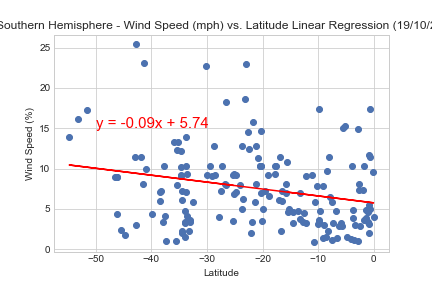 Southern Hemisphere - Wind Speed (mph) vs. Latitude Linear Regression (19/10/2
25
20
15
10
5
0
Wind Speed (%)
y = -0.09x + 5.74
−50 −40 −30 −20 −10 0
Latitude